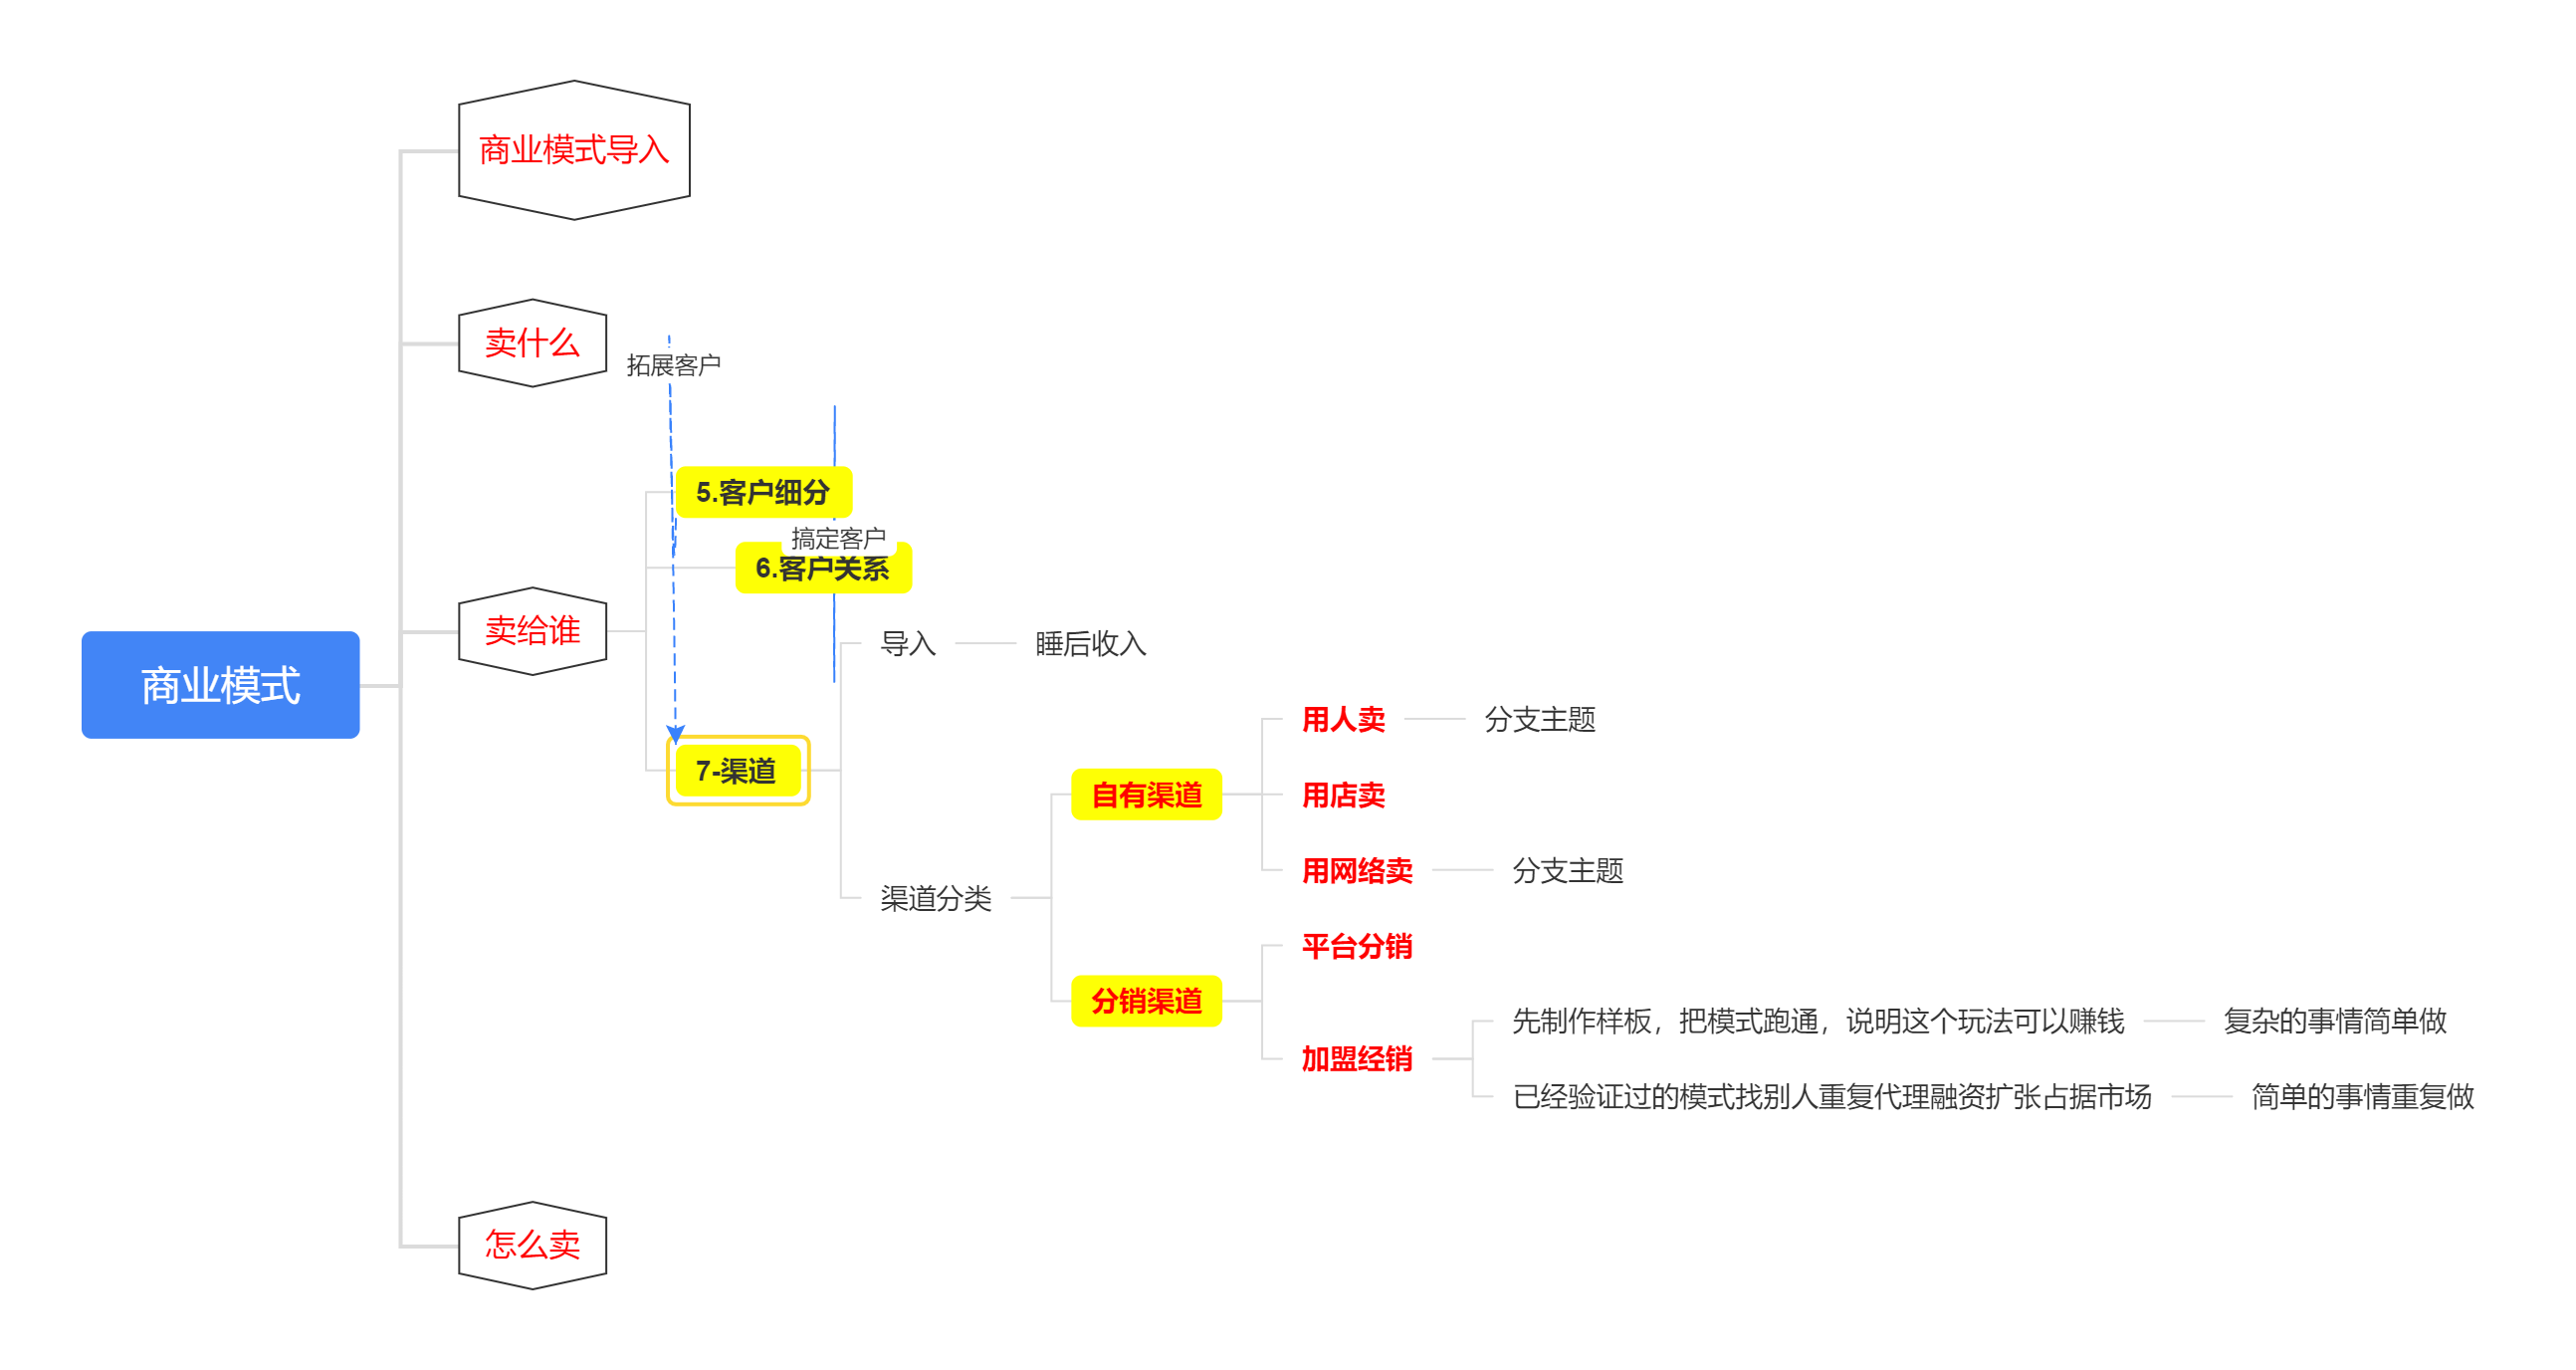 商业模式
商业模式导入
卖什么
拓展客户
卖给谁
5.客户细分
搞定客户
6.客户关系
7-渠道
导入
睡后收入
渠道分类
自有渠道
用人卖
分支主题
用店卖
用网络卖
分支主题
分销渠道
平台分销
加盟经销
先制作样板，把模式跑通，说明这个玩法可以赚钱
复杂的事情简单做
已经验证过的模式找别人重复代理融资扩张占据市场
简单的事情重复做
怎么卖